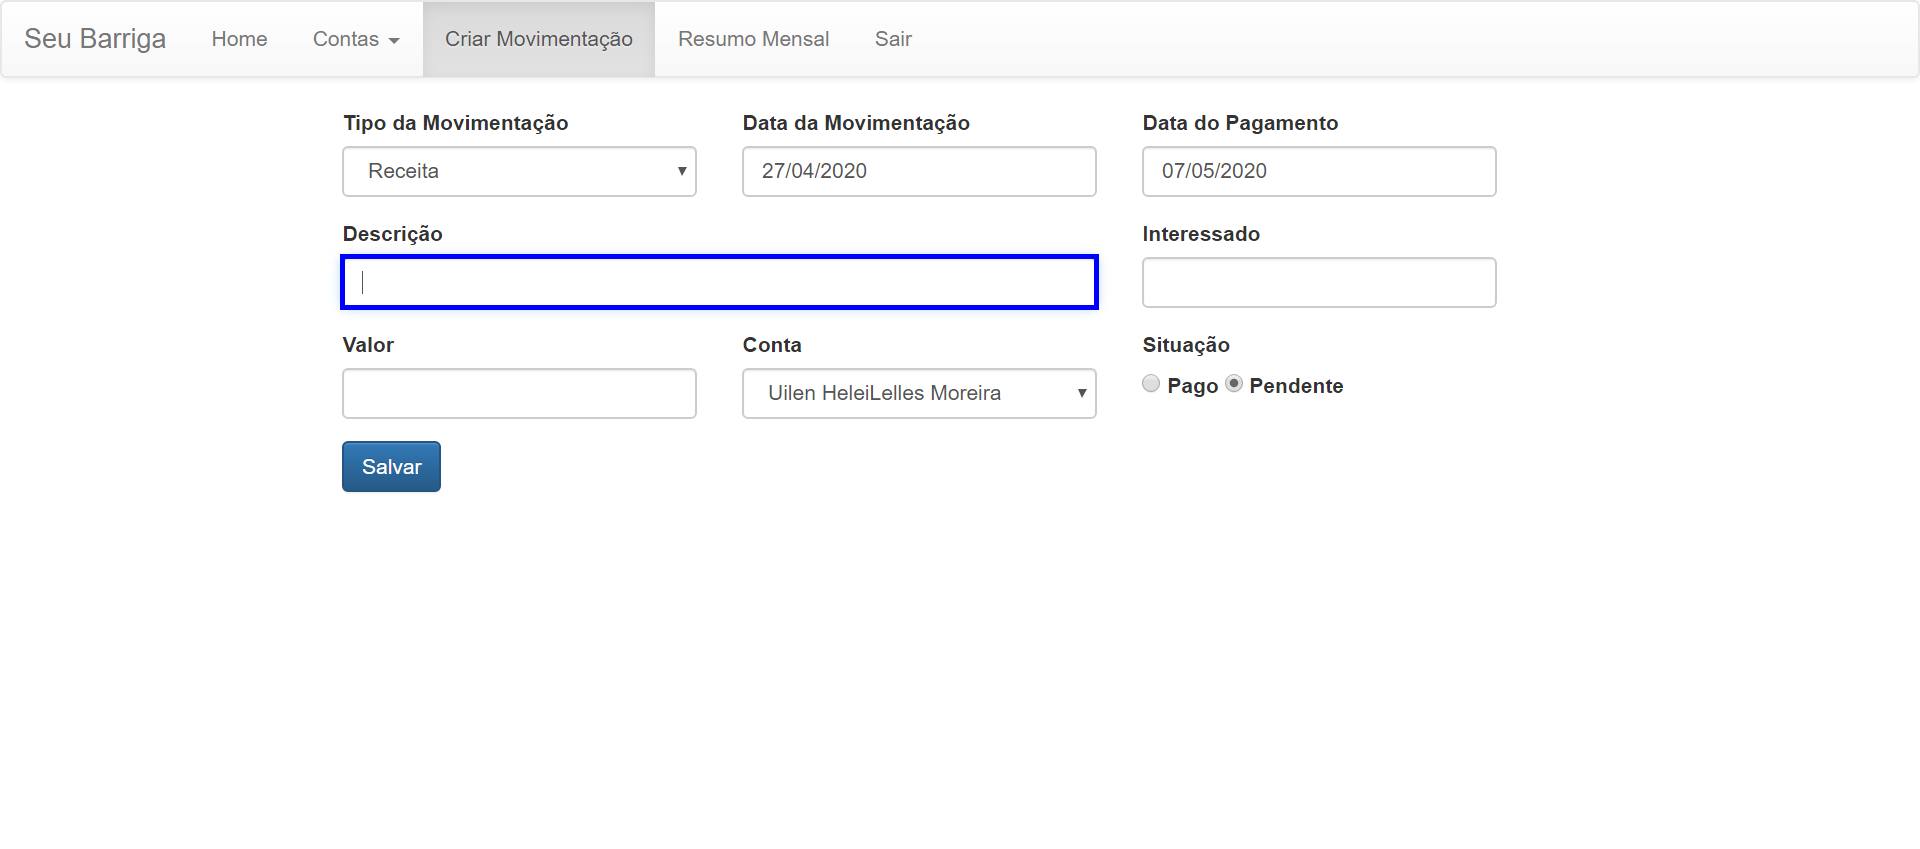 Seu Barriga Home Contas Criar Movimentação Resumo Mensal Sair
Tipo da Movimentação Data da Movimentação Data do Pagamento
Receita 27/04/2020 07/05/2020
Descrição Interessado
Valor Conta Situação
Uilen HeleiLelles Moreira Pago Pendente
Salvar